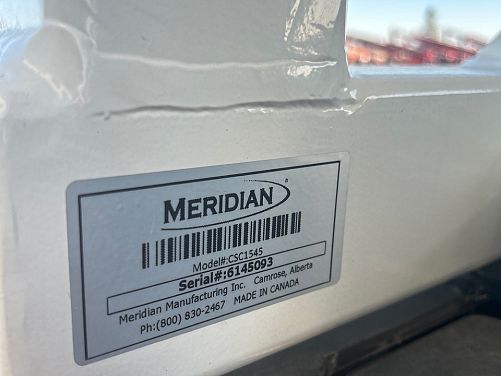 MERIDIAN
Model#:CSC1545
Serial#:6145093
Meridian Manufacturing Inc. Camrose, Alberta
Ph:(800) 830-2467 MADE IN CANADA